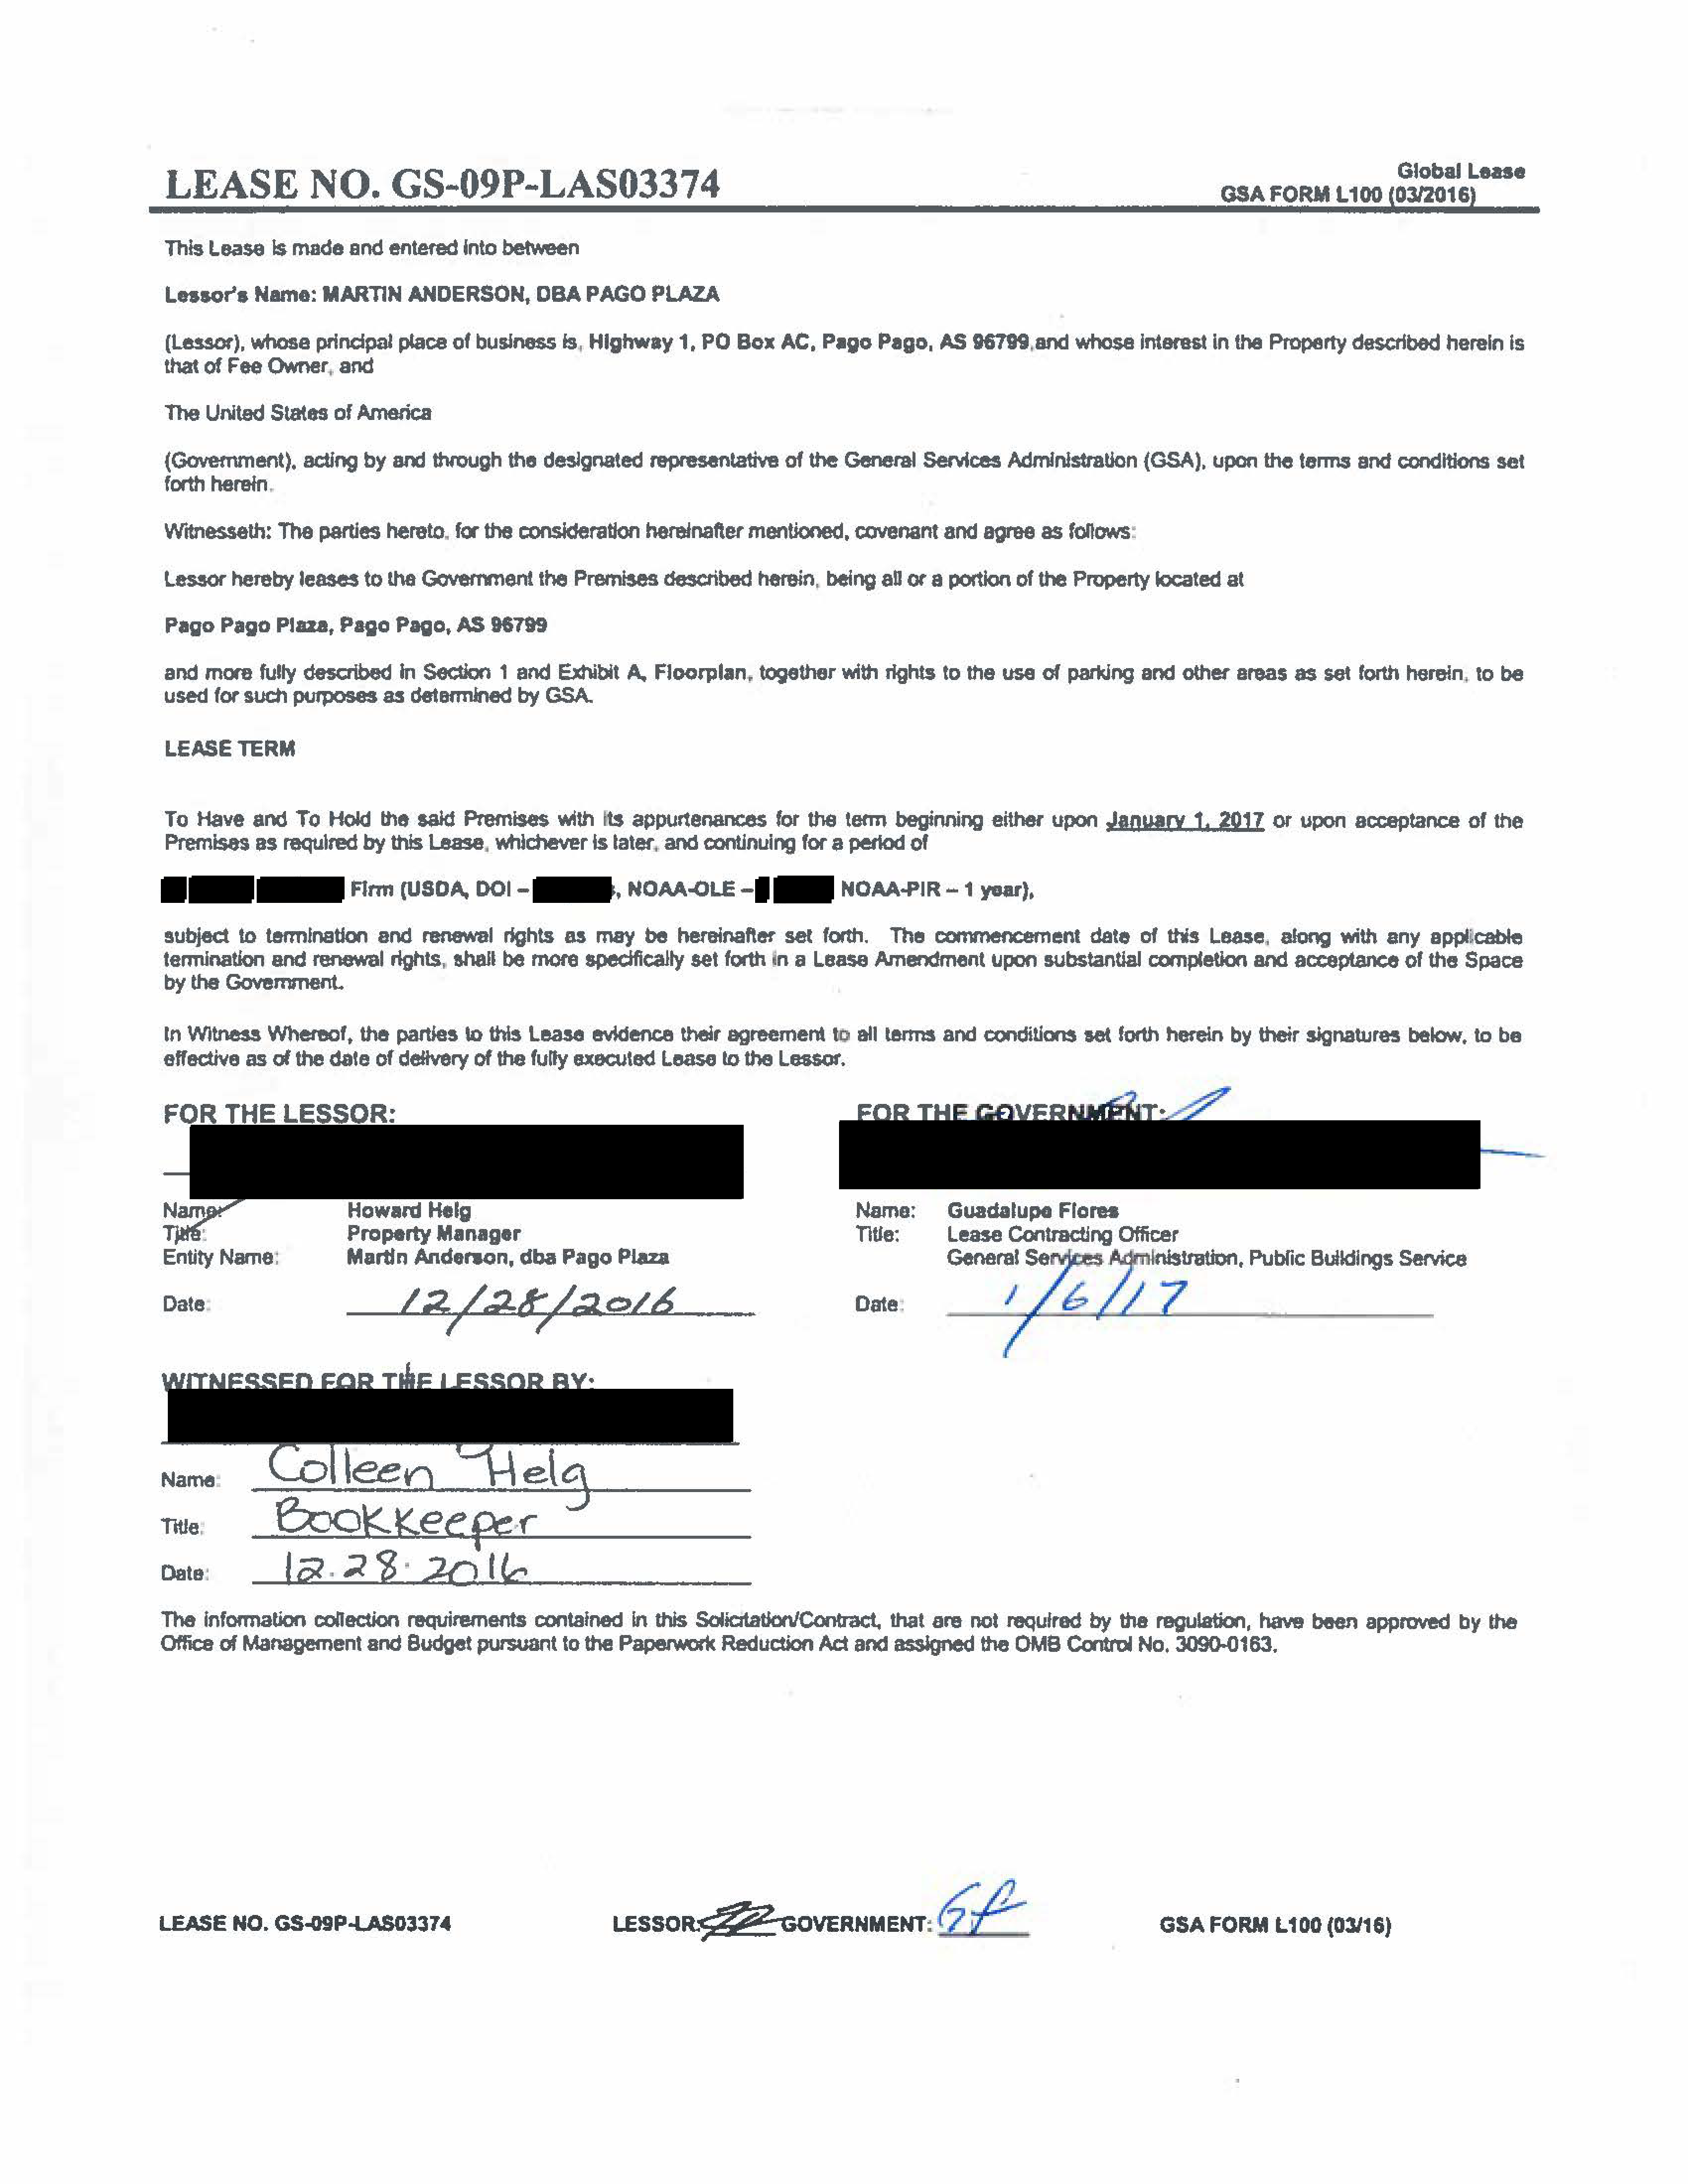 LEASE NO. GS-09P-LAS03374
Global Lease
GSA FORM L100 (03/2016)
This Lease is made and entered into between
Lessor's Name: MARTIN ANDERSON, DBA PAGO PLAZA
(Lessor), whose principal place of business is, Highway 1, PO Box AC, Pago Pago, AS 96799, and whose interest in the Property described herein is
that of Fee Owner, and
The United States of America
(Government), acting by and through the designated representative of the General Services Administration (GSA), upon the terms and conditions set
forth herein.
Witnesseth: The parties hereto, for the consideration hereinafter mentioned, covenant and agree as follows:
Lessor hereby leases to the Government the Premises described herein, being all or a portion of the Property located at
Pago Pago Plaza, Pago Pago, AS 96799
and more fully described in Section 1 and Exhibit A, Floorplan, together with rights to the use of parking and other areas as set forth herein, to be
used for such purposes as determined by GSA.
LEASE TERM
To Have and To Hold the said Premises with its appurtenances for the term beginning either upon January 1, 2017 or upon acceptance of the
Premises as required by this Lease, whichever is later, and continuing for a period of
Firm (USDA, DOI – , NOAA-OLE – NOAA-PIR – 1 year),
subject to termination and renewal rights as may be hereinafter set forth. The commencement date of this Lease, along with any applicable
termination and renewal rights, shall be more specifically set forth in a Lease Amendment upon substantial completion and acceptance of the Space
by the Government.
In Witness Whereof, the parties to this Lease evidence their agreement to all terms and conditions set forth herein by their signatures below, to be
effective as of the date of delivery of the fully executed Lease to the Lessor.
FOR THE LESSOR:
Name: Howard Helg
Title: Property Manager
Entity Name: Martin Anderson, dba Pago Plaza
Date: 12/28/2016
FOR THE GOVERNMENT:
Name: Guadalupe Flores
Title: Lease Contracting Officer
General Services Administration, Public Buildings Service
Date: 1/6/17
WITNESSED FOR THE LESSOR BY:
Name: Colleen Helg
Title: Bookkeeper
Date: 12.28.2016
The information collection requirements contained in this Solicitation/Contract, that are not required by the regulation, have been approved by the
Office of Management and Budget pursuant to the Paperwork Reduction Act and assigned the OMB Control No. 3090-0163.
LEASE NO. GS-09P-LAS03374 LESSOR: GOVERNMENT: GF GSA FORM L100 (03/16)